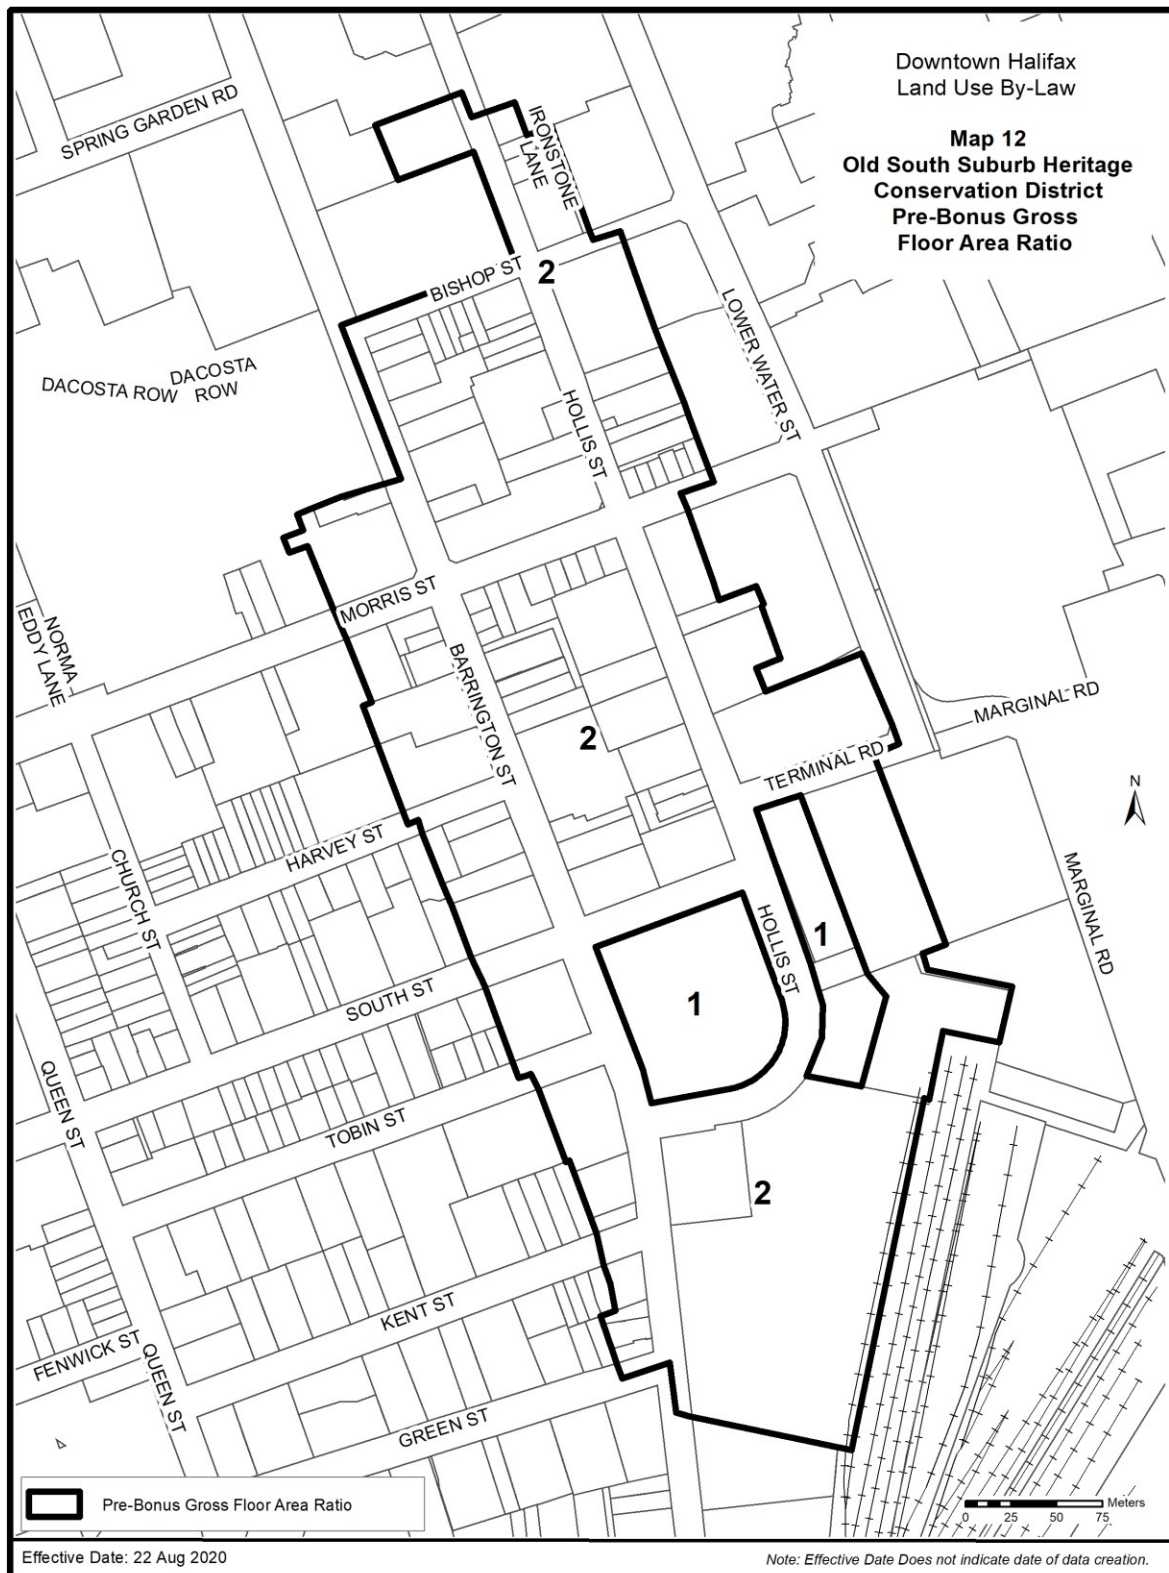 Downtown Halifax
Land Use By-Law
Map 12
Old South Suburb Heritage
Conservation District
Pre-Bonus Gross
Floor Area Ratio
SPRING GARDEN RD
IRONSTONE
LANE
BISHOP ST
2
LOWER WATER ST
DACOSTA ROW
DACOSTA
ROW
HOLLIS ST
MORRIS ST
NORMA
EDDY LANE
BARRINGTON ST
MARGINAL RD
2
TERMINAL RD
N
HARVEY ST
CHURCH ST
MARGINAL RD
HOLLIS ST
1
1
SOUTH ST
QUEEN ST
TOBIN ST
2
KENT ST
FENWICK ST
QUEEN ST
GREEN ST
Pre-Bonus Gross Floor Area Ratio
Meters
0 25 50 75
Effective Date: 22 Aug 2020
Note: Effective Date Does not indicate date of data creation.